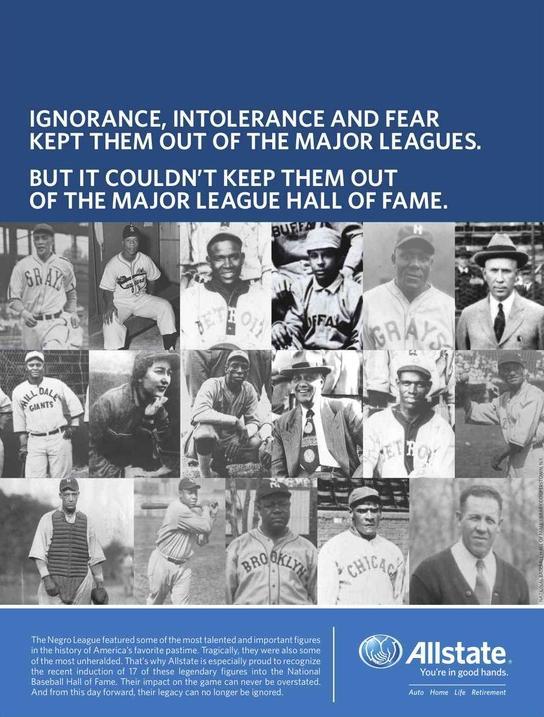 IGNORANCE, INTOLERANCE AND FEAR
KEPT THEM OUT OF THE MAJOR LEAGUES.
BUT IT COULDN'T KEEP THEM OUT
OF THE MAJOR LEAGUE HALL OF FAME.
GRAYS
DETROIT
BUFFA
BUFFAL
H
GRAYS
HILLDALE
GIANTS
DETROIT
BROOKLYN
CHICAG
The Negro League featured some of the most talented and important figures
in the history of America's favorite pastime. Tragically, they were also some
of the most unheralded. That's why Allstate is especially proud to recognize
the recent induction of 17 of these legendary figures into the National
Baseball Hall of Fame. Their impact on the game can never be overstated.
And from this day forward, their legacy can no longer be ignored.
Allstate®
You're in good hands.
Auto Home Life Retirement